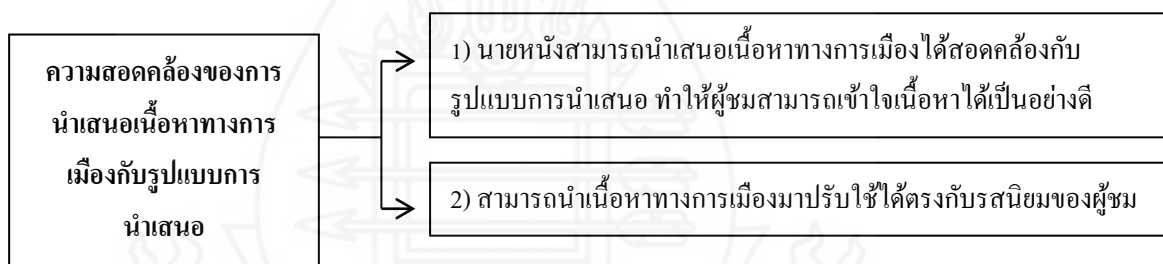 ความสอดคล้องของการ
นำเสนอเนื้อหาทางการ
เมืองกับรูปแบบการ
นำเสนอ
1) นายหนังสามารถนำเสนอเนื้อหาทางการเมืองได้สอดคล้องกับ
รูปแบบการนำเสนอ ทำให้ผู้ชมสามารถเข้าใจเนื้อหาได้เป็นอย่างดี
2) สามารถนำเนื้อหาทางการเมืองมาปรับใช้ได้ตรงกับรสนิยมของผู้ชม